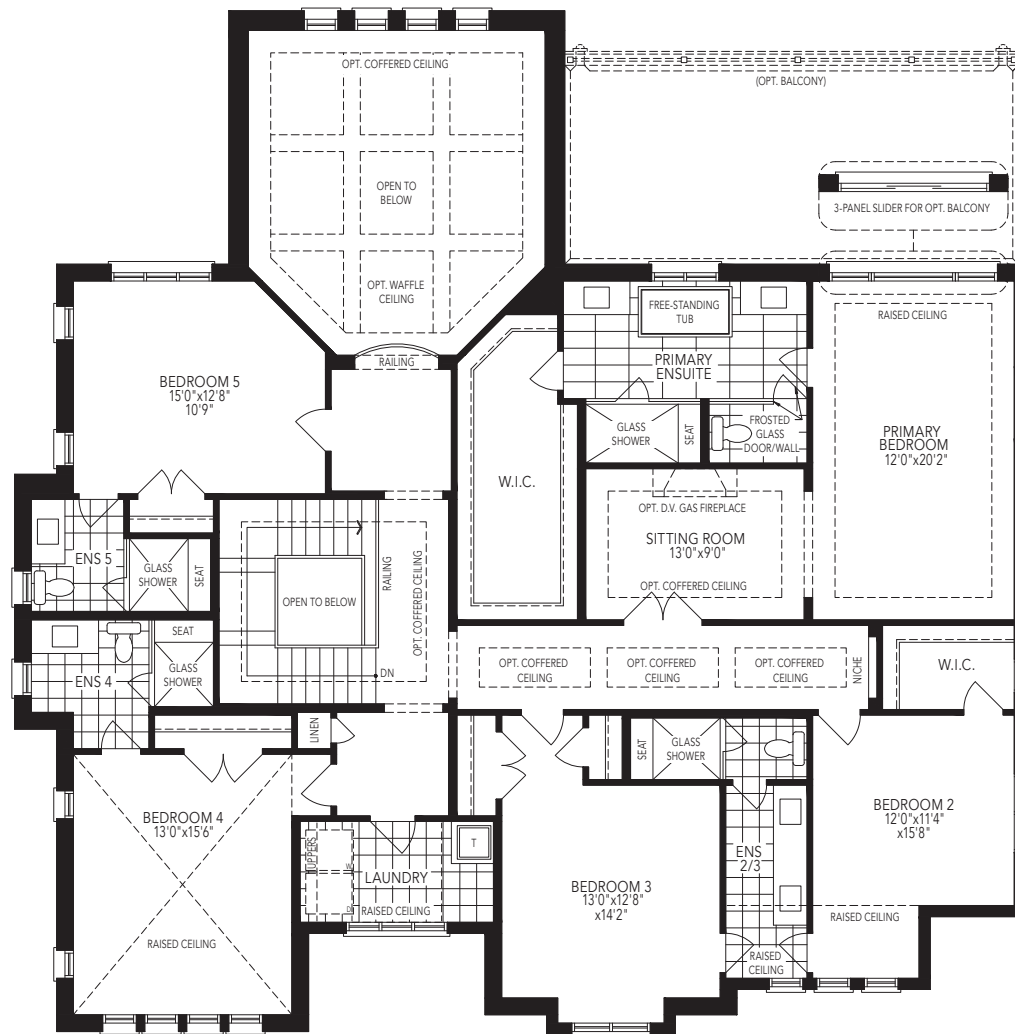 OPT. COFFERED CEILING
(OPT. BALCONY)
OPEN TO
BELOW
3-PANEL SLIDER FOR OPT. BALCONY
OPT. WAFFLE
CEILING
FREE-STANDING
TUB
RAISED CEILING
RAILING
PRIMARY
ENSUITE
BEDROOM 5
15'0"x12'8"
10'9"
GLASS
SHOWER
SEAT
FROSTED
GLASS
DOOR/WALL
PRIMARY
BEDROOM
12'0"x20'2"
W.I.C.
OPT. D.V. GAS FIREPLACE
SITTING ROOM
13'0"x9'0"
OPT. COFFERED CEILING
ENS 5
GLASS
SHOWER
SEAT
OPEN TO BELOW
RAILING
OPT. COFFERED CEILING
DN
SEAT
GLASS
SHOWER
ENS 4
OPT. COFFERED
CEILING
OPT. COFFERED
CEILING
OPT. COFFERED
CEILING
NICHE
W.I.C.
LINEN
SEAT
GLASS
SHOWER
BEDROOM 4
13'0"x15'6"
RAISED CEILING
UPPERS
W
D
LAUNDRY
RAISED CEILING
T
BEDROOM 3
13'0"x12'8"
x14'2"
ENS
2/3
RAISED
CEILING
BEDROOM 2
12'0"x11'4"
x15'8"
RAISED CEILING